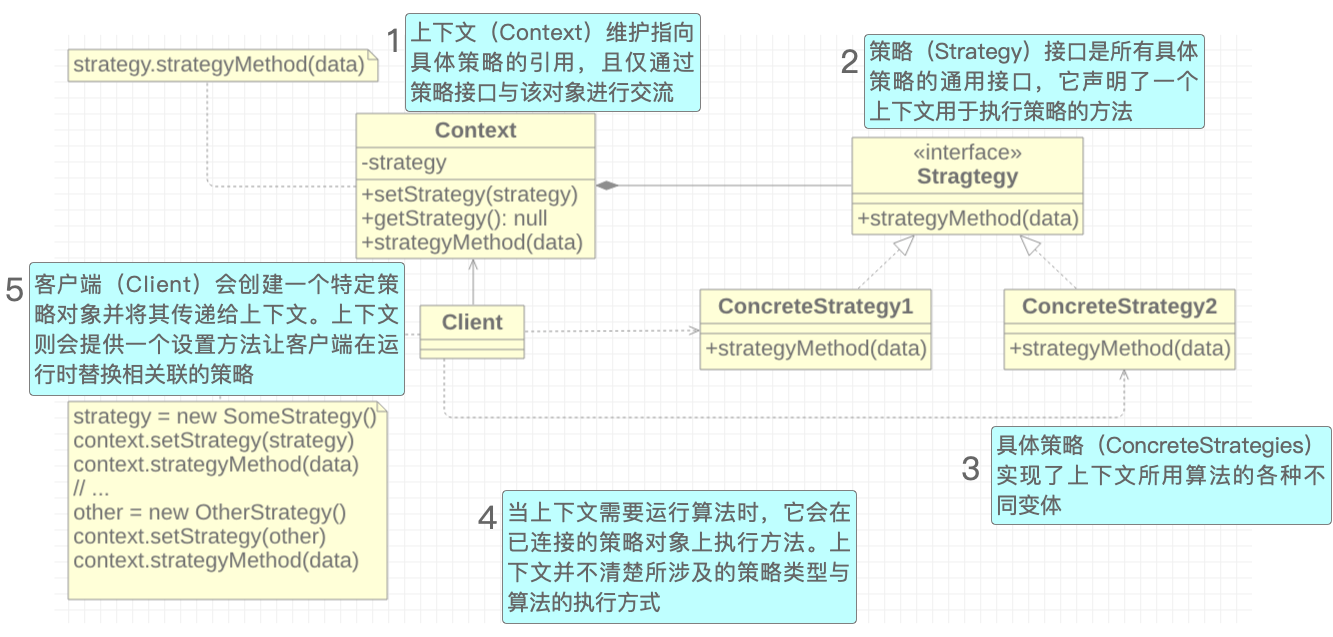 strategy.strategyMethod(data)
1
上下文（Context）维护指向
具体策略的引用，且仅通过
策略接口与该对象进行交流
2
策略（Strategy）接口是所有具体
策略的通用接口，它声明了一个
上下文用于执行策略的方法
Context
-strategy
+setStrategy(strategy)
+getStrategy(): null
+strategyMethod(data)
«interface»
Stragtegy
+strategyMethod(data)
5
客户端（Client）会创建一个特定策
略对象并将其传递给上下文。上下文
则会提供一个设置方法让客户端在运
行时替换相关联的策略
Client
ConcreteStrategy1
+strategyMethod(data)
ConcreteStrategy2
+strategyMethod(data)
strategy = new SomeStrategy()
context.setStrategy(strategy)
context.strategyMethod(data)
// ...
other = new OtherStrategy()
context.setStrategy(other)
context.strategyMethod(data)
4
当上下文需要运行算法时，它会在
已连接的策略对象上执行方法。上
下文并不清楚所涉及的策略类型与
算法的执行方式
3
具体策略（ConcreteStrategies）
实现了上下文所用算法的各种不
同变体